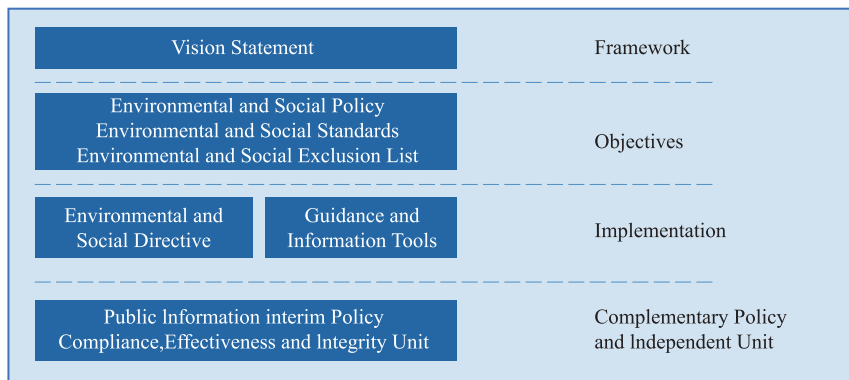 Vision Statement
Framework
Environmental and Social Policy
Environmental and Social Standards
Environmental and Social Exclusion List
Objectives
Environmental and
Social Directive
Guidance and
Information Tools
Implementation
Public lnformation interim Policy
Compliance,Effectiveness and lntegrity Unit
Complementary Policy
and lndependent Unit